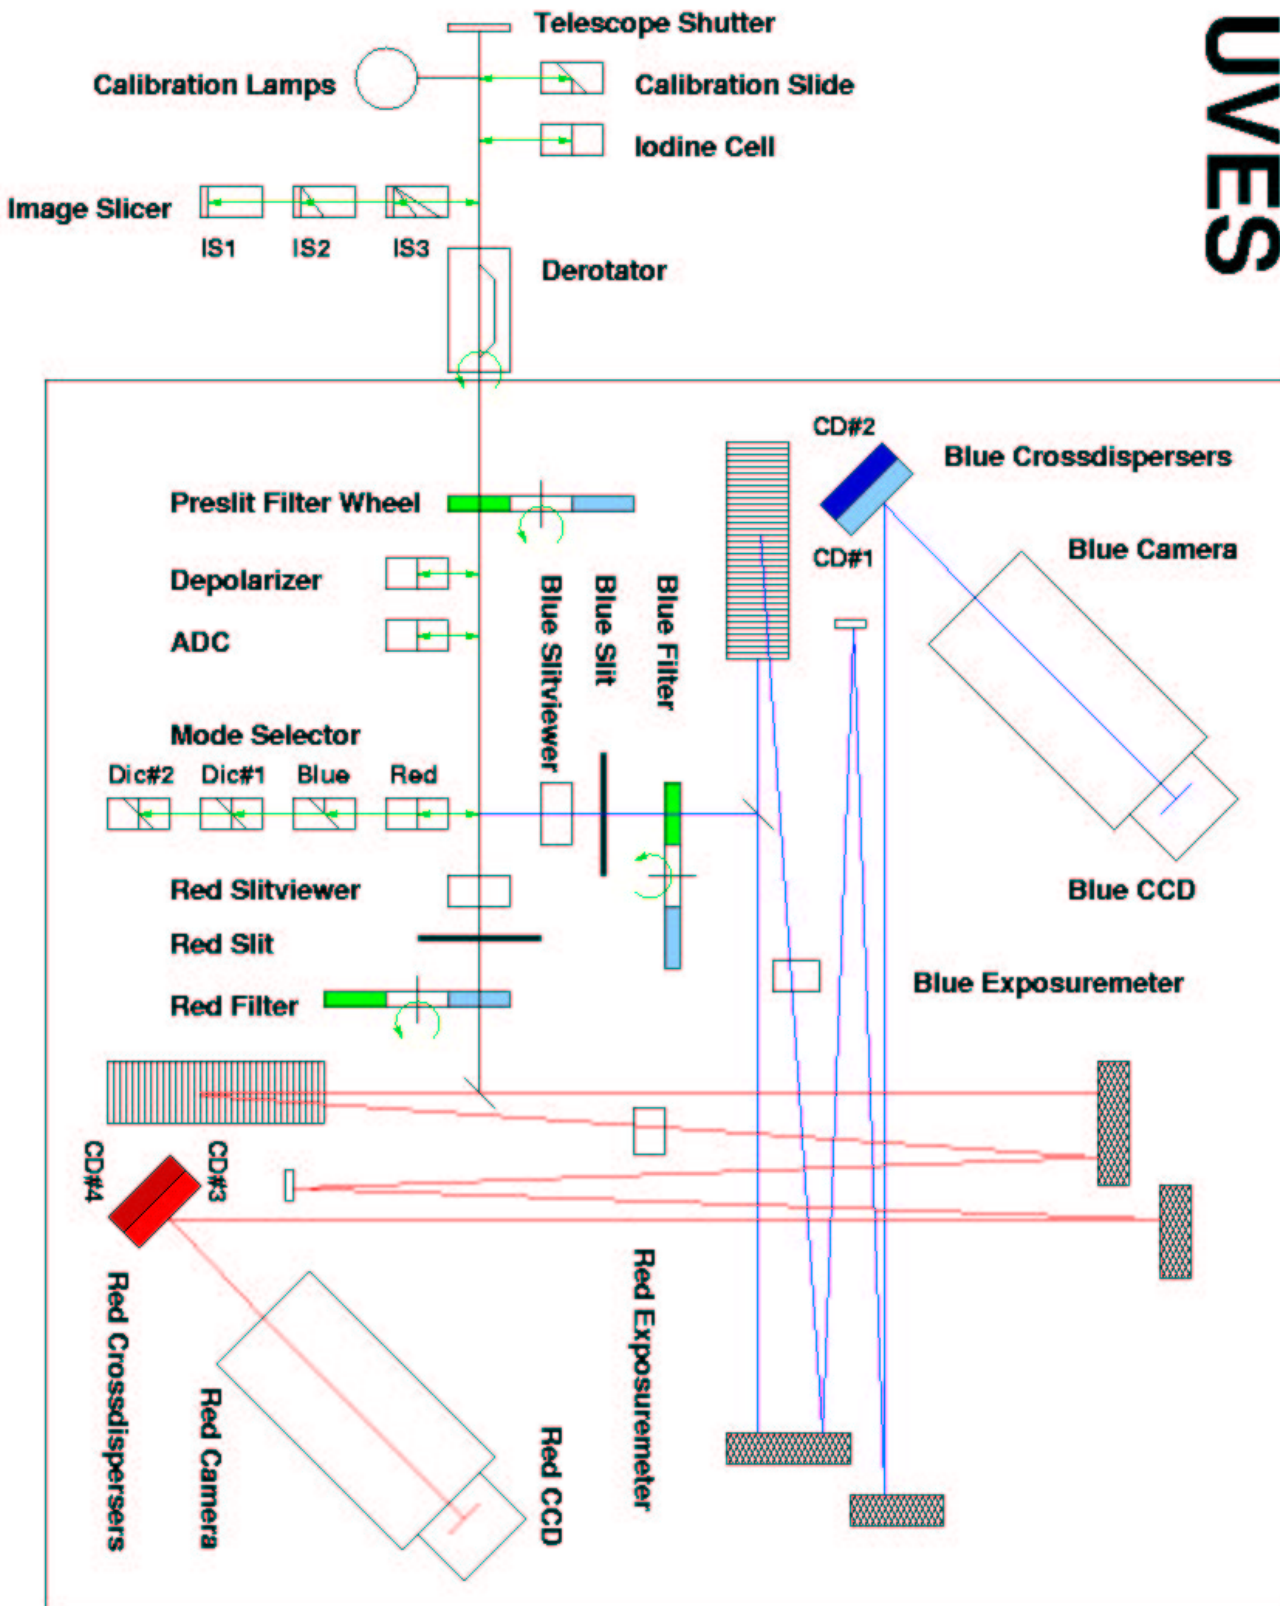 UVES
Telescope Shutter
Calibration Lamps
Calibration Slide
Iodine Cell
Image Slicer
IS1
IS2
IS3
Derotator
CD#2
Blue Crossdispersers
Preslit Filter Wheel
CD#1
Blue Camera
Depolarizer
ADC
Blue Slitviewer
Blue Slit
Blue Filter
Mode Selector
Dic#2
Dic#1
Blue
Red
Red Slitviewer
Blue CCD
Red Slit
Blue Exposuremeter
Red Filter
CD#4
CD#3
Red Crossdispersers
Red Camera
Red CCD
Red Exposuremeter